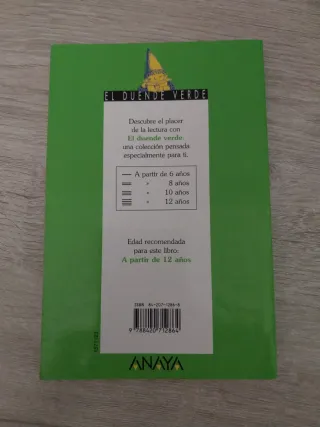 EL DUENDE VERDE
Descubre el placer
de la lectura con
El duende verde
una colección pensada
especialmente para ti.
A partir de 6 años
" 8 años
" 10 años
" 12 años
Edad recomendada
para este libro:
A partir de 12 años
ANAYA